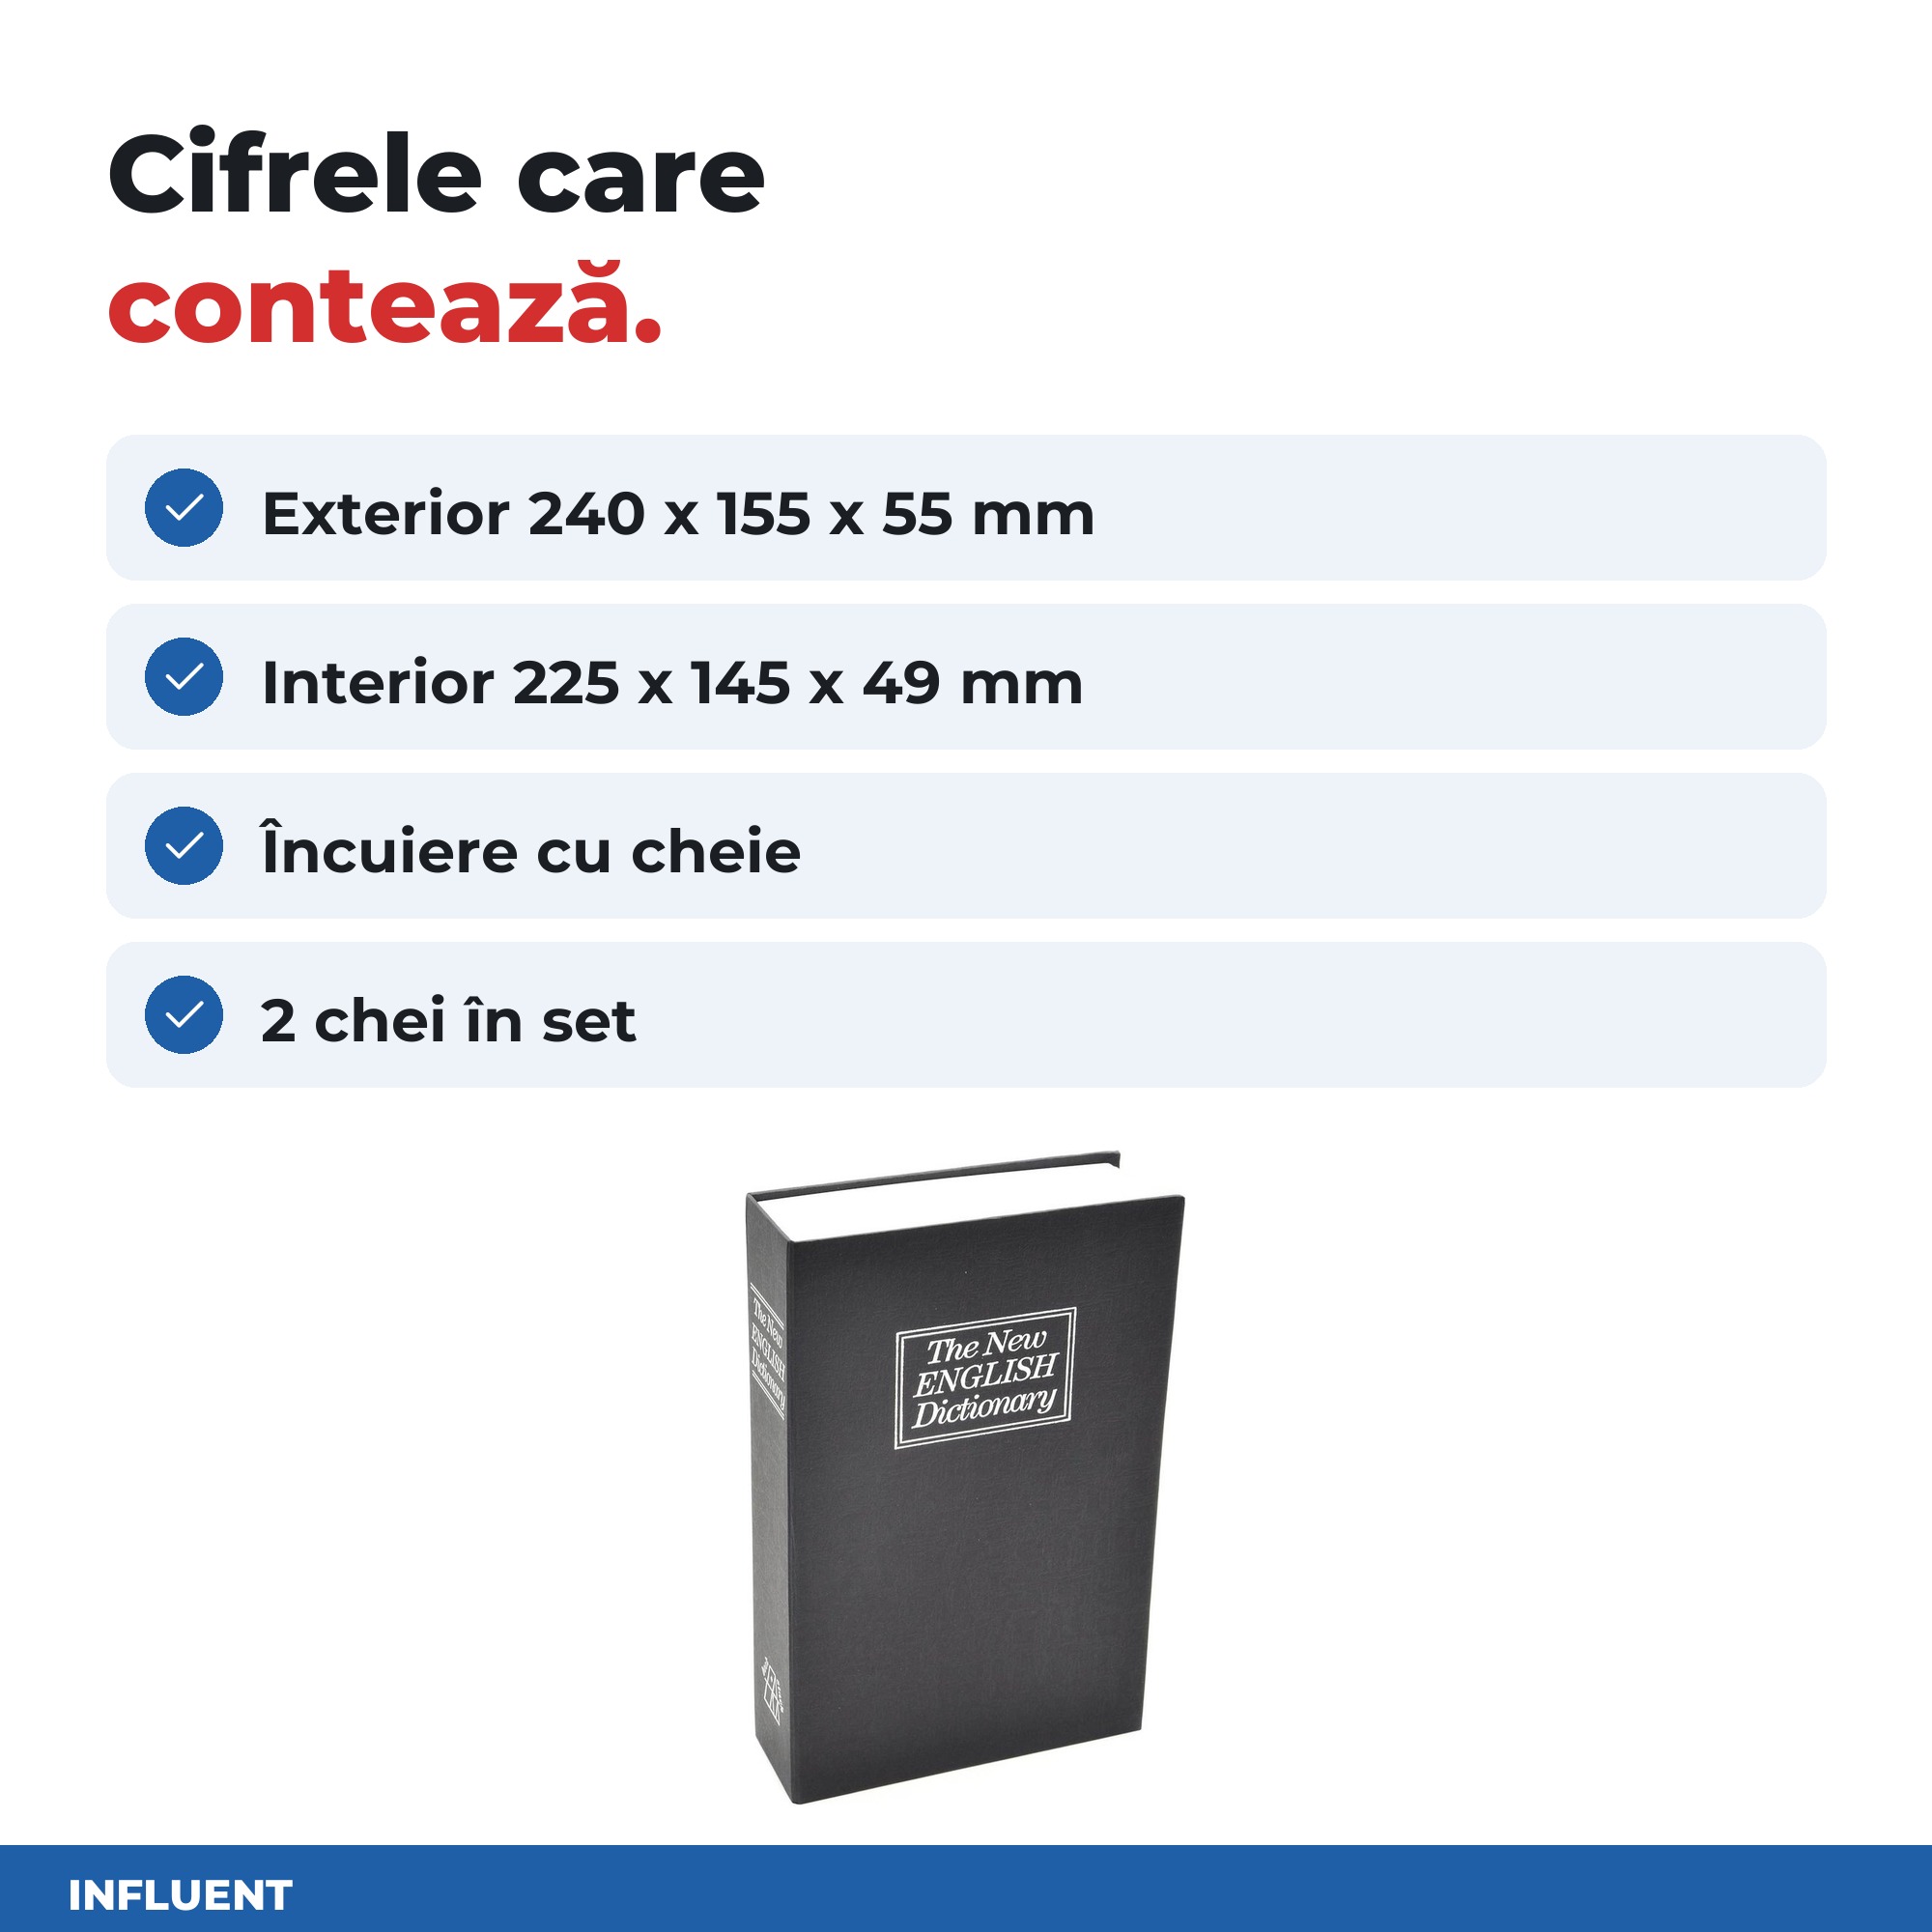 Cifrele care
contează.
Exterior 240 x 155 x 55 mm
Interior 225 x 145 x 49 mm
Încuiere cu cheie
2 chei în set
The New
ENGLISH
Dictionary
The New
ENGLISH
Dictionary
INFLUENT